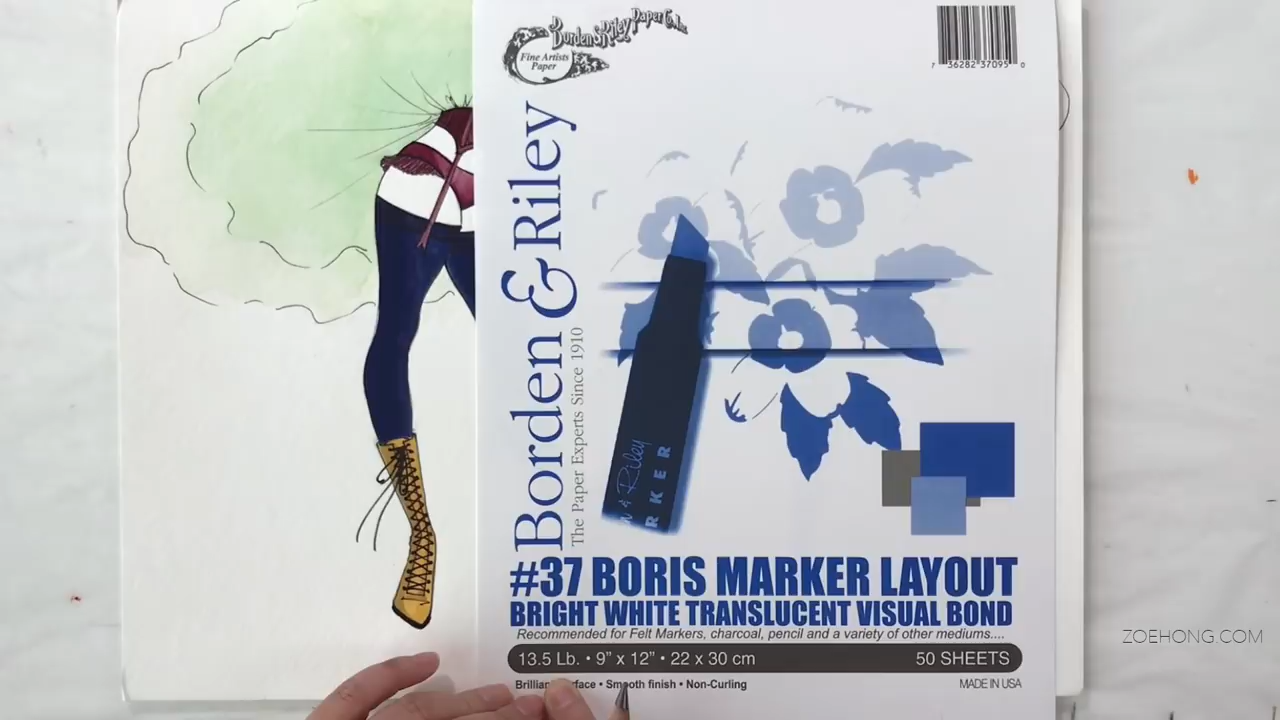 Borden & Riley Paper Co. Inc
Fine Artists
Paper
7 36282 37095 0
Borden & Riley
The Paper Experts Since 1910
& Riley
RKER
#37 BORIS MARKER LAYOUT
BRIGHT WHITE TRANSLUCENT VISUAL BOND
Recommended for Felt Markers, charcoal, pencil and a variety of other mediums....
13.5 Lb. • 9” x 12” • 22 x 30 cm
50 SHEETS
Smooth finish • Non-Curling
MADE IN USA
ZOEHONG.COM